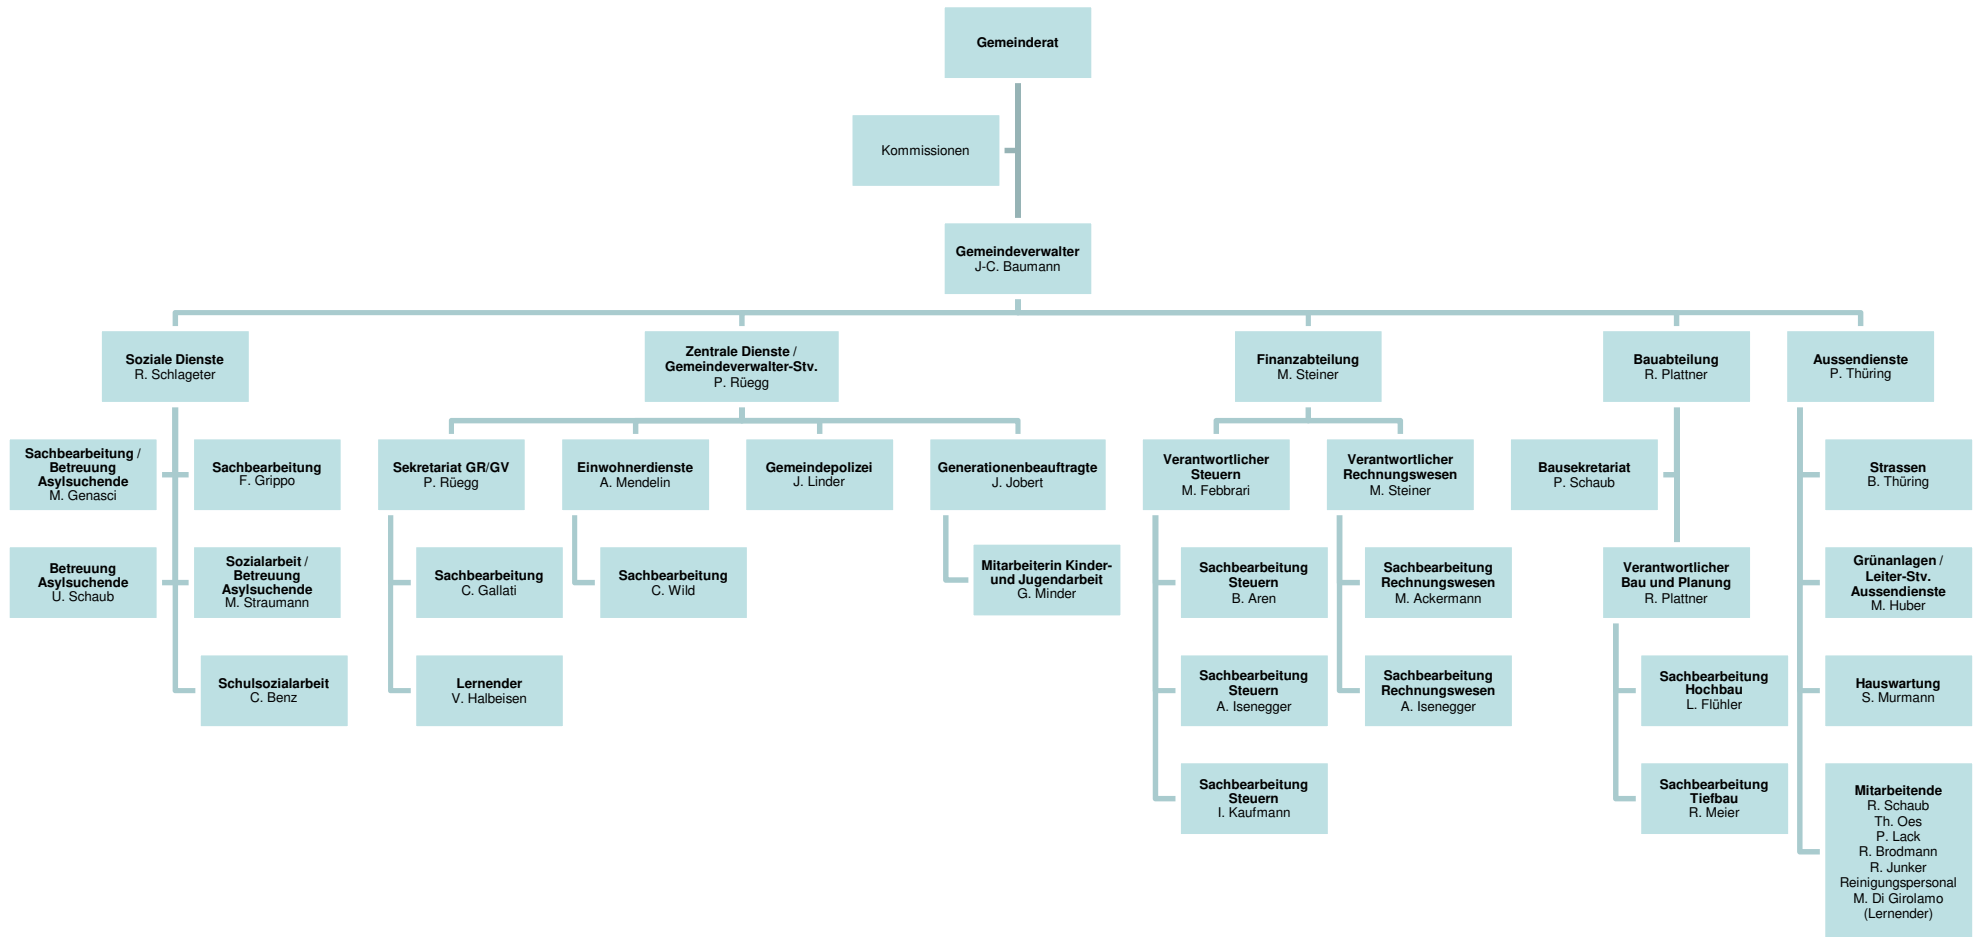 Gemeinderat
Kommissionen
Gemeindeverwalter
J-C. Baumann
Soziale Dienste
R. Schlageter
Zentrale Dienste /
Gemeindeverwalter-Stv.
P. Rüegg
Finanzabteilung
M. Steiner
Bauabteilung
R. Plattner
Aussendienste
P. Thüring
Sachbearbeitung /
Betreuung
Asylsuchende
M. Genasci
Sachbearbeitung
F. Grippo
Sekretariat GR/GV
P. Rüegg
Einwohnerdienste
A. Mendelin
Gemeindepolizei
J. Linder
Generationenbeauftragte
J. Jobert
Verantwortlicher
Steuern
M. Febbrari
Verantwortlicher
Rechnungswesen
M. Steiner
Bausekretariat
P. Schaub
Strassen
B. Thüring
Betreuung
Asylsuchende
U. Schaub
Sozialarbeit /
Betreuung
Asylsuchende
M. Straumann
Sachbearbeitung
C. Gallati
Sachbearbeitung
C. Wild
Mitarbeiterin Kinder-
und Jugendarbeit
G. Minder
Sachbearbeitung
Steuern
B. Aren
Sachbearbeitung
Rechnungswesen
M. Ackermann
Verantwortlicher
Bau und Planung
R. Plattner
Grünanlagen /
Leiter-Stv.
Aussendienste
M. Huber
Schulsozialarbeit
C. Benz
Lernender
V. Halbeisen
Sachbearbeitung
Steuern
A. Isenegger
Sachbearbeitung
Rechnungswesen
A. Isenegger
Sachbearbeitung
Hochbau
L. Flühler
Hauswartung
S. Murmann
Sachbearbeitung
Steuern
I. Kaufmann
Sachbearbeitung
Tiefbau
R. Meier
Mitarbeitende
R. Schaub
Th. Oes
P. Lack
R. Brodmann
R. Junker
Reinigungspersonal
M. Di Girolamo
(Lernender)